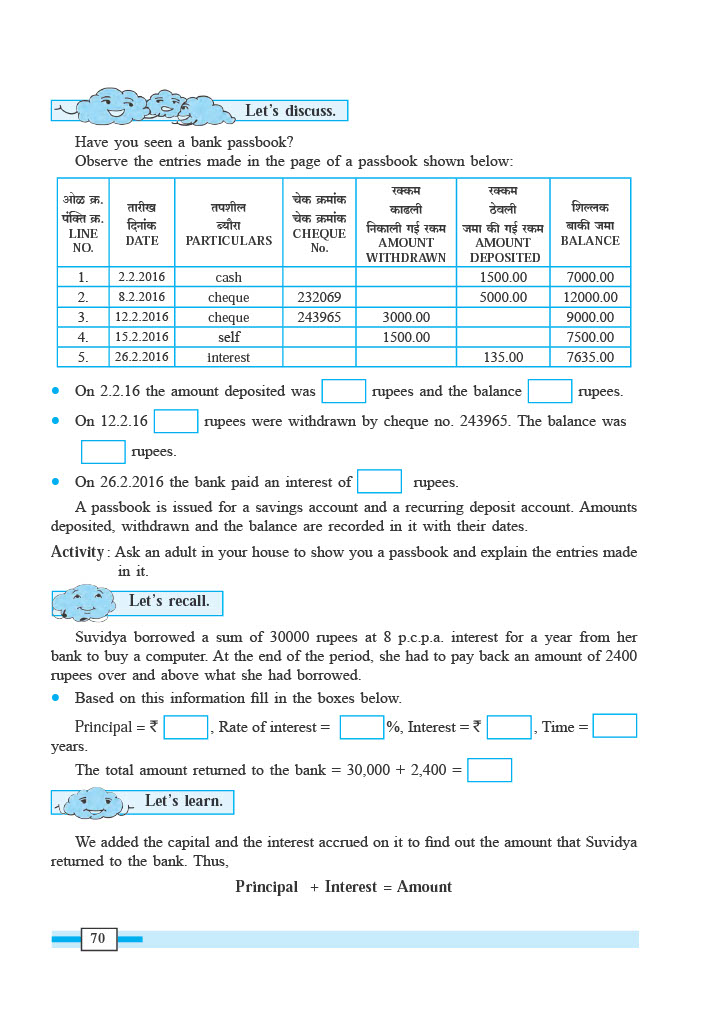 Let's discuss.
Have you seen a bank passbook?
Observe the entries made in the page of a passbook shown below:
ओळ क्र. पंक्ति क्र. LINE NO. तारीख दिनांक DATE तपशील ब्यौरा PARTICULARS चेक क्रमांक चेक क्रमांक CHEQUE No. रक्कम काढली निकाली गई रकम AMOUNT WITHDRAWN रक्कम ठेवली जमा की गई रकम AMOUNT DEPOSITED शिल्लक बाकी जमा BALANCE
1. 2.2.2016 cash 1500.00 7000.00
2. 8.2.2016 cheque 232069 5000.00 12000.00
3. 12.2.2016 cheque 243965 3000.00 9000.00
4. 15.2.2016 self 1500.00 7500.00
5. 26.2.2016 interest 135.00 7635.00
• On 2.2.16 the amount deposited was rupees and the balance rupees.
• On 12.2.16 rupees were withdrawn by cheque no. 243965. The balance was
rupees.
• On 26.2.2016 the bank paid an interest of rupees.
A passbook is issued for a savings account and a recurring deposit account. Amounts
deposited, withdrawn and the balance are recorded in it with their dates.
Activity : Ask an adult in your house to show you a passbook and explain the entries made
in it.
Let's recall.
Suvidya borrowed a sum of 30000 rupees at 8 p.c.p.a. interest for a year from her
bank to buy a computer. At the end of the period, she had to pay back an amount of 2400
rupees over and above what she had borrowed.
• Based on this information fill in the boxes below.
Principal = ₹ , Rate of interest = %, Interest = ₹ , Time =
years.
The total amount returned to the bank = 30,000 + 2,400 =
Let's learn.
We added the capital and the interest accrued on it to find out the amount that Suvidya
returned to the bank. Thus,
Principal + Interest = Amount
70